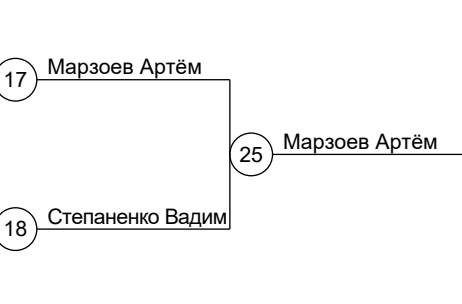 17 Марзоев Артём
25 Марзоев Артём
18 Степаненко Вадим